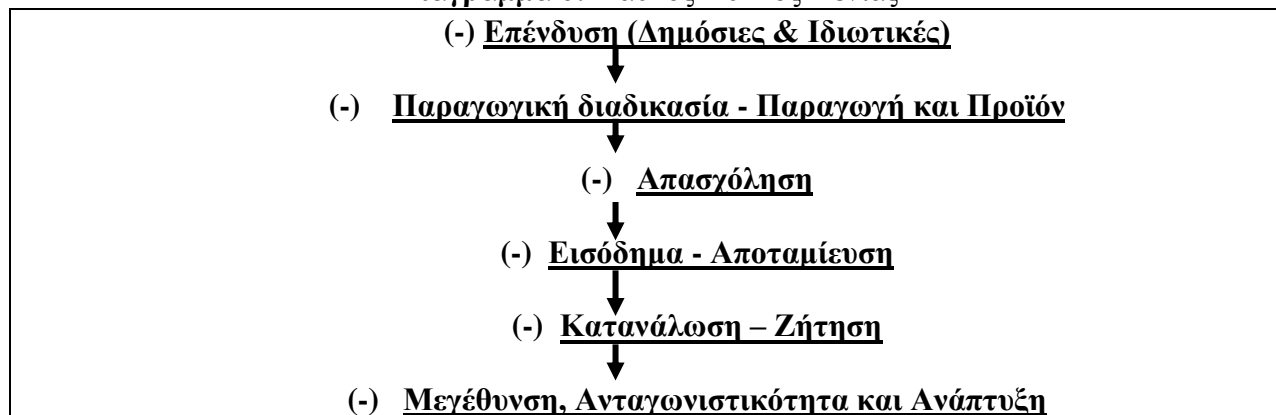 (-) Επένδυση (Δημόσιες & Ιδιωτικές)
(-) Παραγωγική διαδικασία - Παραγωγή και Προϊόν
(-) Απασχόληση
(-) Εισόδημα - Αποταμίευση
(-) Κατανάλωση – Ζήτηση
(-) Μεγέθυνση, Ανταγωνιστικότητα και Ανάπτυξη